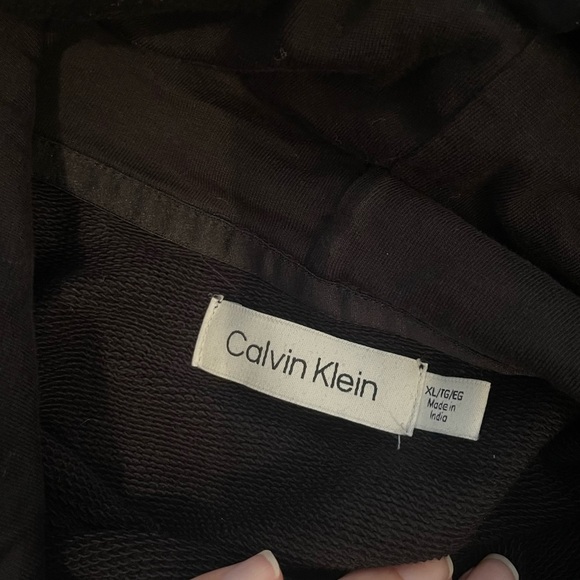 Calvin Klein
XL/TG/EG
Made in
India